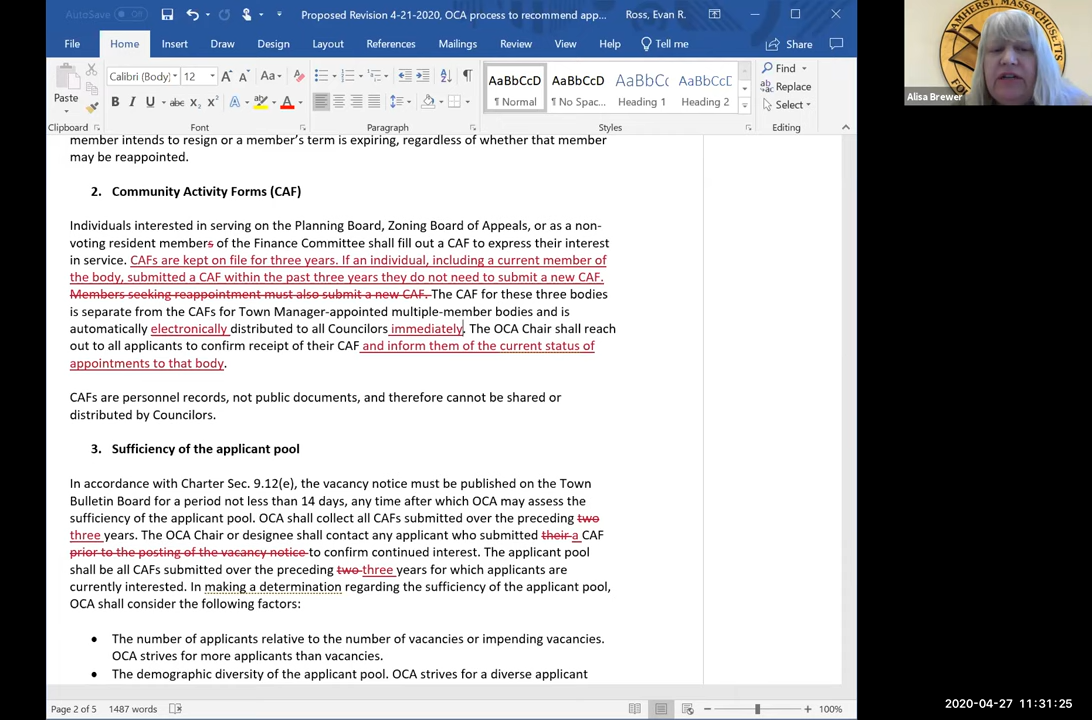 AutoSave
Off
Proposed Revision 4-21-2020, OCA process to recommend app...
Ross, Evan R.
File
Home
Insert
Draw
Design
Layout
References
Mailings
Review
View
Help
Tell me
Share
Paste
Calibri (Body)
12
AaBbCcD
AaBbCcD
AaBbCc
AaBbCcD
¶ Normal
¶ No Spac...
Heading 1
Heading 2
Find
Replace
Select
Clipboard
Font
Paragraph
Styles
Editing
member intends to resign or a member's term is expiring, regardless of whether that member
may be reappointed.
2. Community Activity Forms (CAF)
Individuals interested in serving on the Planning Board, Zoning Board of Appeals, or as a non-
voting resident members of the Finance Committee shall fill out a CAF to express their interest
in service. CAFs are kept on file for three years. If an individual, including a current member of
the body, submitted a CAF within the past three years they do not need to submit a new CAF.
Members seeking reappointment must also submit a new CAF. The CAF for these three bodies
is separate from the CAFs for Town Manager-appointed multiple-member bodies and is
automatically electronically distributed to all Councilors immediately. The OCA Chair shall reach
out to all applicants to confirm receipt of their CAF and inform them of the current status of
appointments to that body.
CAFs are personnel records, not public documents, and therefore cannot be shared or
distributed by Councilors.
3. Sufficiency of the applicant pool
In accordance with Charter Sec. 9.12(e), the vacancy notice must be published on the Town
Bulletin Board for a period not less than 14 days, any time after which OCA may assess the
sufficiency of the applicant pool. OCA shall collect all CAFs submitted over the preceding two
three years. The OCA Chair or designee shall contact any applicant who submitted their a CAF
prior to the posting of the vacancy notice to confirm continued interest. The applicant pool
shall be all CAFs submitted over the preceding two three years for which applicants are
currently interested. In making a determination regarding the sufficiency of the applicant pool,
OCA shall consider the following factors:
• The number of applicants relative to the number of vacancies or impending vacancies.
OCA strives for more applicants than vacancies.
• The demographic diversity of the applicant pool. OCA strives for a diverse applicant
Page 2 of 5
1487 words
100%
AMHERST, MASSACHUSETTS
Alisa Brewer
2020-04-27 11:31:25